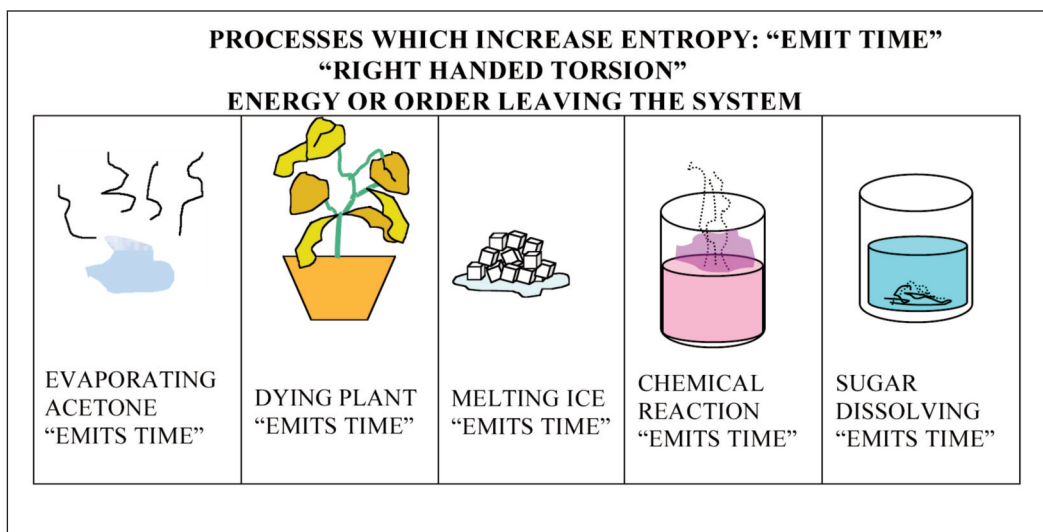 PROCESSES WHICH INCREASE ENTROPY: “EMIT TIME”
“RIGHT HANDED TORSION”
ENERGY OR ORDER LEAVING THE SYSTEM
EVAPORATING
ACETONE
“EMITS TIME”
DYING PLANT
“EMITS TIME”
MELTING ICE
“EMITS TIME”
CHEMICAL
REACTION
“EMITS TIME”
SUGAR
DISSOLVING
“EMITS TIME”